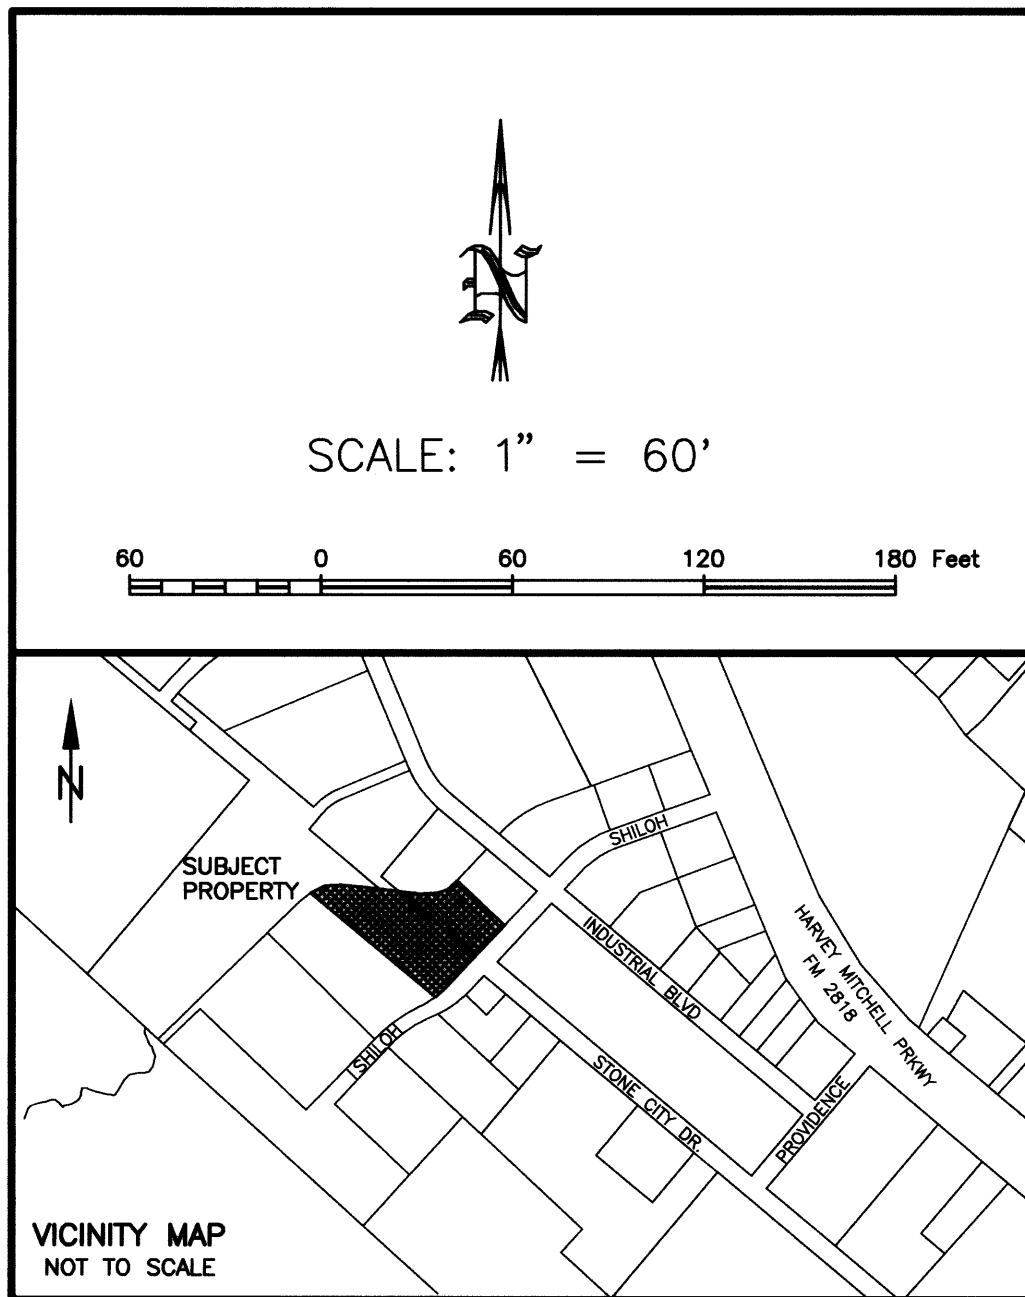 N
SCALE: 1" = 60'
60 0 60 120 180 Feet
N
SUBJECT
PROPERTY
SHILOH
INDUSTRIAL BLVD
HARVEY MITCHELL PRKWY
FM 2818
SHILOH
STONE CITY DR.
PROVIDENCE
VICINITY MAP
NOT TO SCALE